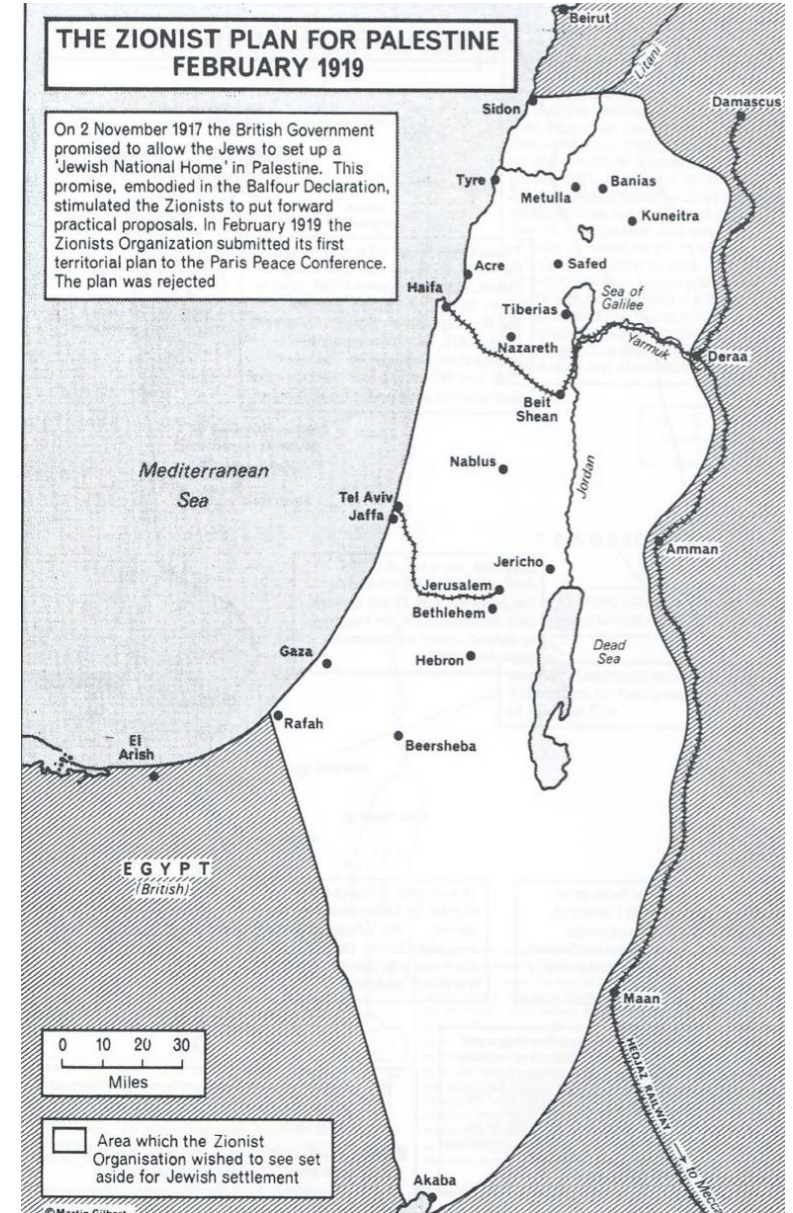 THE ZIONIST PLAN FOR PALESTINE
FEBRUARY 1919
On 2 November 1917 the British Government
promised to allow the Jews to set up a
'Jewish National Home' in Palestine. This
promise, embodied in the Balfour Declaration,
stimulated the Zionists to put forward
practical proposals. In February 1919 the
Zionists Organization submitted its first
territorial plan to the Paris Peace Conference.
The plan was rejected
Beirut
Litani
Sidon
Damascus
Tyre
Metulla
Banias
Kuneitra
Acre
Safed
Haifa
Tiberias
Sea of
Galilee
Nazareth
Yarmuk
Deraa
Beit
Shean
Mediterranean
Sea
Nablus
Jordan
Tel Aviv
Jaffa
Amman
Jericho
Jerusalem
Bethlehem
Dead
Sea
Gaza
Hebron
Rafah
El
Arish
Beersheba
EGYPT
(British)
Maan
HEDJAZ RAILWAY → to Mecca
0 10 20 30
Miles
Area which the Zionist
Organisation wished to see set
aside for Jewish settlement
Akaba
© Martin Gilbert